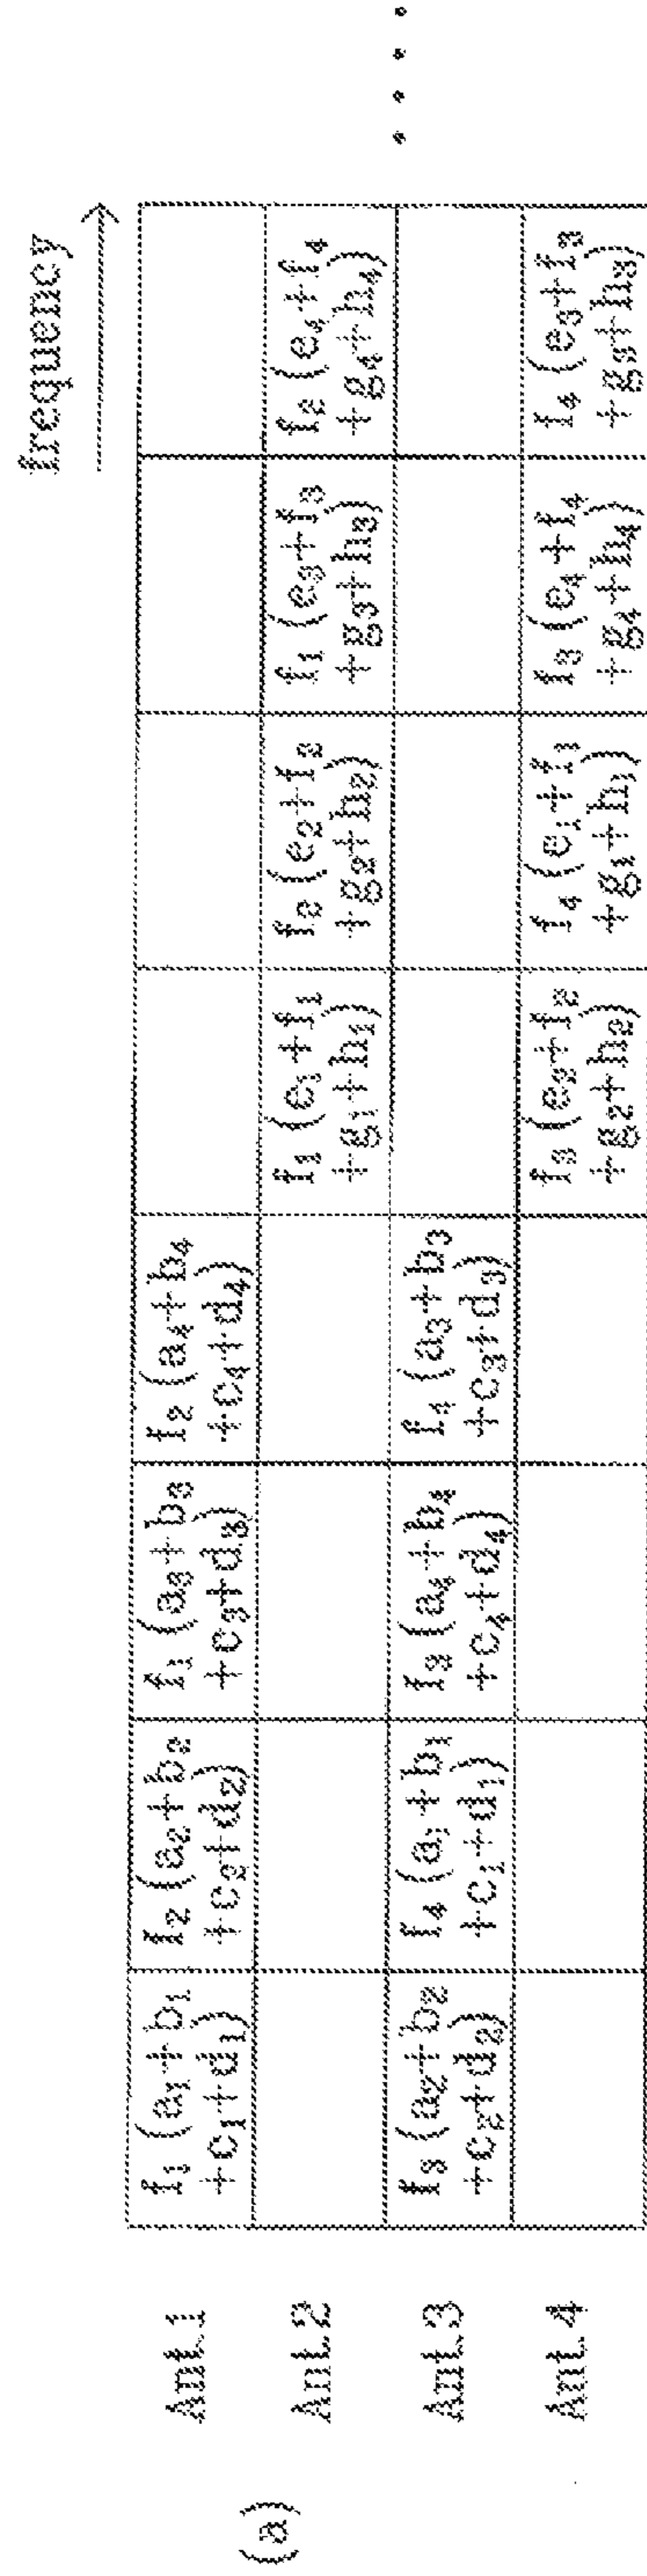 frequency
Ant.1
f₁ (a₁+b₁
+c₁+d₁)
f₂ (a₂+b₂
+c₂+d₂)
f₁ (a₃+b₃
+c₃+d₃)
f₂ (a₄+b₄
+c₄+d₄)
Ant.2
f₁ (e₁+f₁
+g₁+h₁)
f₂ (e₂+f₂
+g₂+h₂)
f₁ (e₃+f₃
+g₃+h₃)
f₂ (e₄+f₄
+g₄+h₄)
Ant.3
f₃ (a₂+b₂
+c₂+d₂)
f₄ (a₁+b₁
+c₁+d₁)
f₃ (a₄+b₄
+c₄+d₄)
f₄ (a₃+b₃
+c₃+d₃)
Ant.4
f₃ (e₂+f₂
+g₂+h₂)
f₄ (e₁+f₁
+g₁+h₁)
f₃ (e₄+f₄
+g₄+h₄)
f₄ (e₃+f₃
+g₃+h₃)
(a)